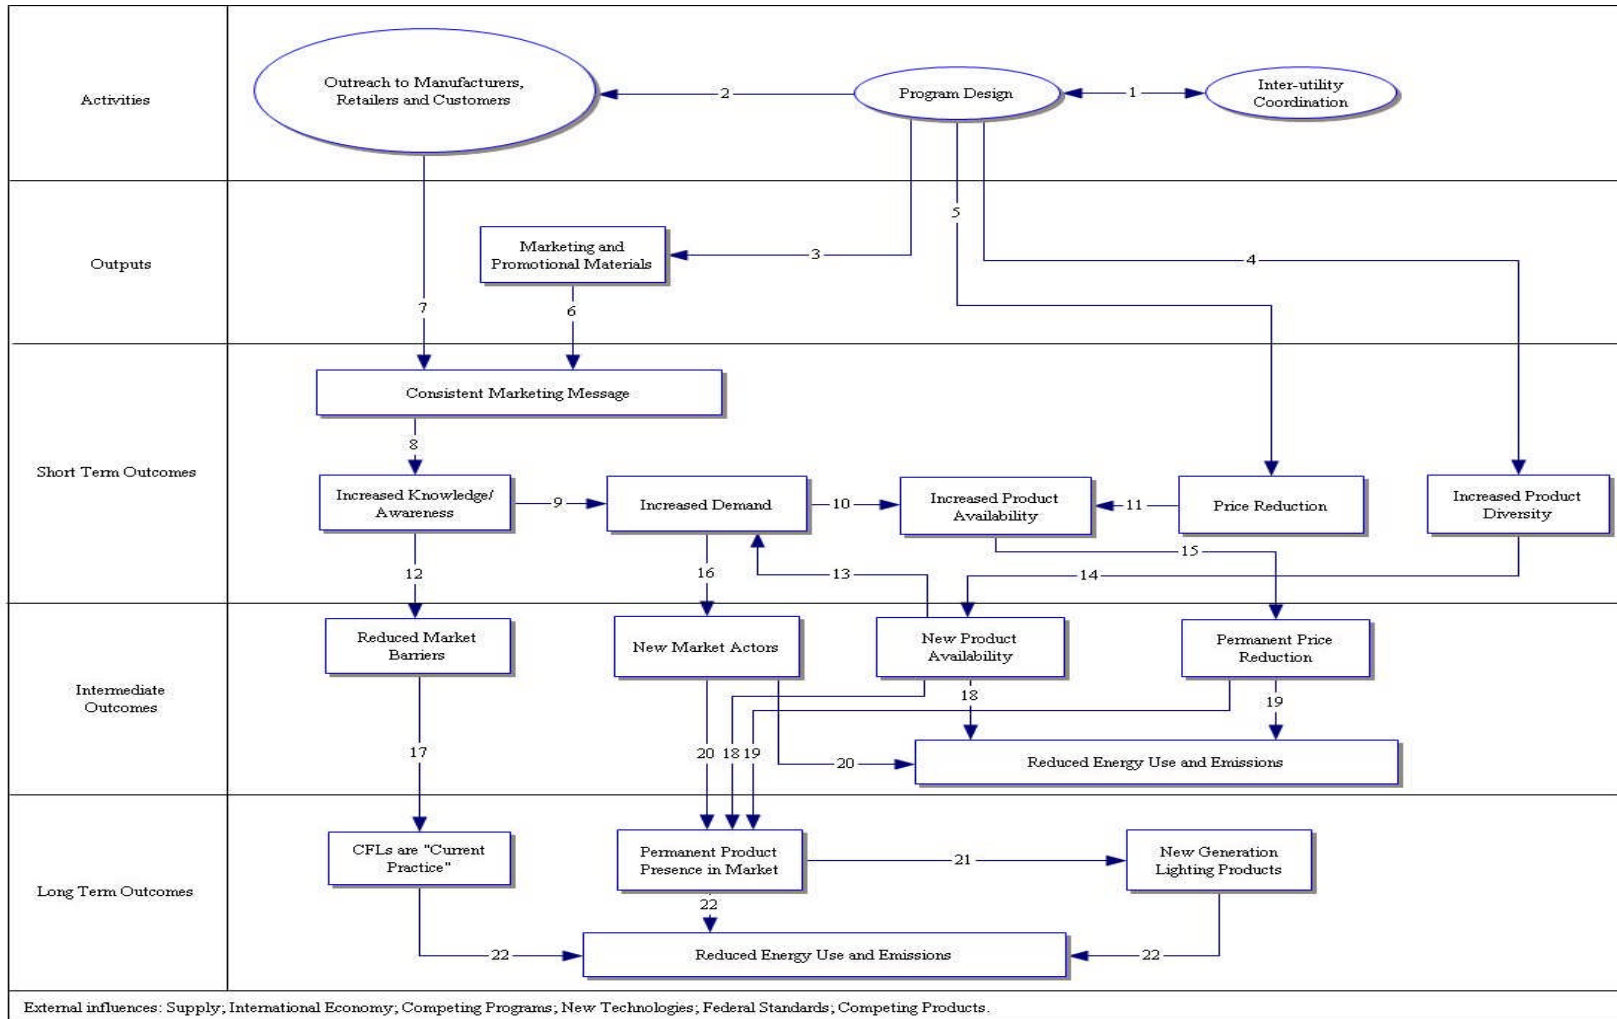 Activities
Outreach to Manufacturers,
Retailers and Customers
2
Program Design
1
Inter-utility
Coordination
Outputs
5
Marketing and
Promotional Materials
3
4
7
6
Short Term Outcomes
Consistent Marketing Message
8
Increased Knowledge/
Awareness
9
Increased Demand
10
Increased Product
Availability
11
Price Reduction
Increased Product
Diversity
12
16
13
15
14
Intermediate
Outcomes
Reduced Market
Barriers
New Market Actors
New Product
Availability
Permanent Price
Reduction
18
19
17
20
18
19
20
Reduced Energy Use and Emissions
Long Term Outcomes
CFLs are "Current
Practice"
Permanent Product
Presence in Market
21
New Generation
Lighting Products
22
22
Reduced Energy Use and Emissions
22
External influences: Supply; International Economy; Competing Programs; New Technologies; Federal Standards; Competing Products.